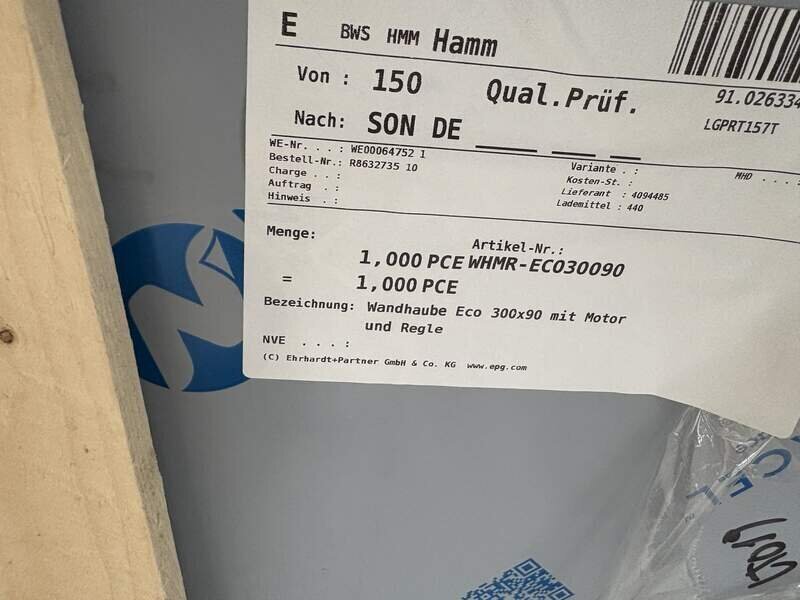 E BWS HMM Hamm
Von : 150 Qual.Prüf.
91.026334
LGPRT157T
Nach: SON DE
WE-Nr. . . : WE00064752 1
Bestell-Nr.: R8632735 10
Charge . . :
Auftrag . :
Hinweis . :
Variante . :
Kosten-St. :
Lieferant : 4094485
Lademittel : 440
MHD . . . :
Menge: Artikel-Nr.:
1,000 PCE WHMR-ECO30090
= 1,000 PCE
Bezeichnung: Wandhaube Eco 300x90 mit Motor
und Regle
NVE . . . :
(C) Ehrhardt+Partner GmbH & Co. KG www.epg.com
CEL